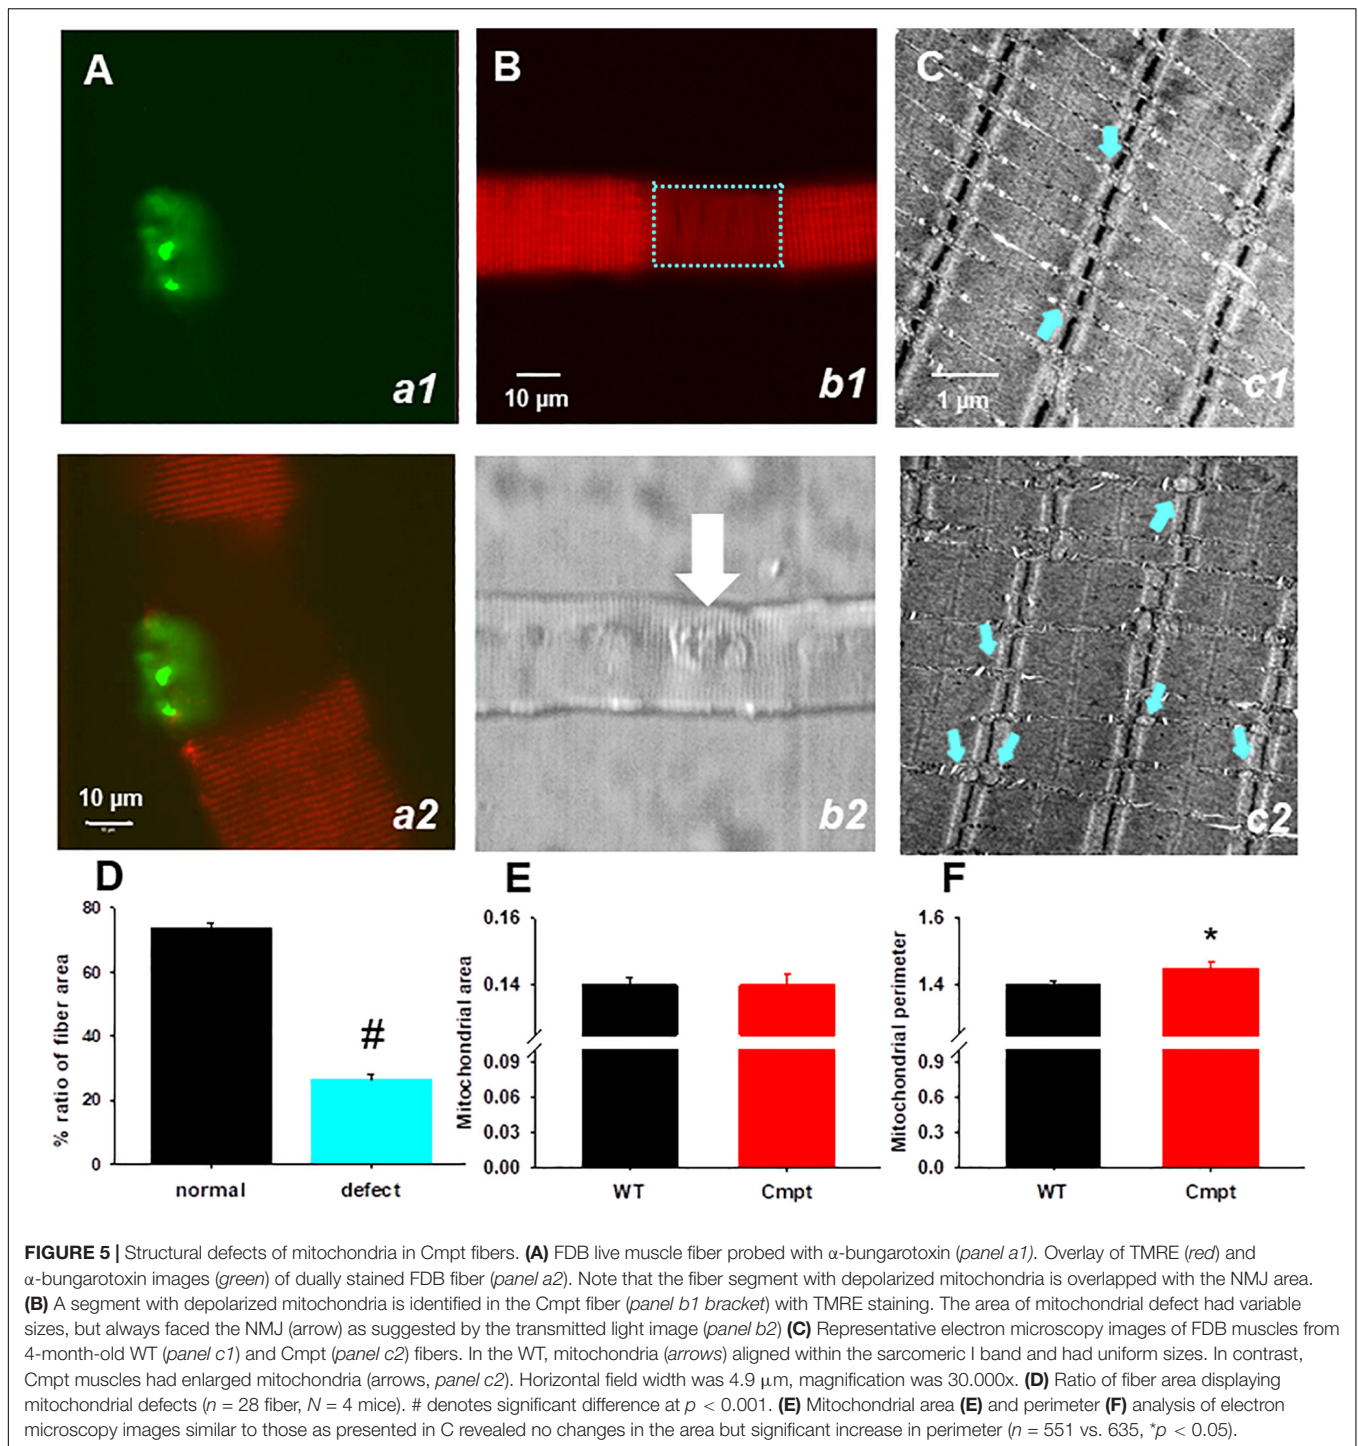 A
B
C
a1
10 µm
b1
1 µm
c1
10 µm
a2
b2
c2
D
E
F
80
60
40
20
0
% ratio of fiber area
#
normal
defect
0.16
0.14
0.09
0.06
0.03
0.00
Mitochondrial area
WT
Cmpt
1.6
1.4
0.9
0.6
0.3
0.0
Mitochondrial perimeter
*
WT
Cmpt
FIGURE 5 | Structural defects of mitochondria in Cmpt fibers. (A) FDB live muscle fiber probed with α-bungarotoxin (panel a1). Overlay of TMRE (red) and
α-bungarotoxin images (green) of dually stained FDB fiber (panel a2). Note that the fiber segment with depolarized mitochondria is overlapped with the NMJ area.
(B) A segment with depolarized mitochondria is identified in the Cmpt fiber (panel b1 bracket) with TMRE staining. The area of mitochondrial defect had variable
sizes, but always faced the NMJ (arrow) as suggested by the transmitted light image (panel b2) (C) Representative electron microscopy images of FDB muscles from
4-month-old WT (panel c1) and Cmpt (panel c2) fibers. In the WT, mitochondria (arrows) aligned within the sarcomeric I band and had uniform sizes. In contrast,
Cmpt muscles had enlarged mitochondria (arrows, panel c2). Horizontal field width was 4.9 µm, magnification was 30.000x. (D) Ratio of fiber area displaying
mitochondrial defects (n = 28 fiber, N = 4 mice). # denotes significant difference at p < 0.001. (E) Mitochondrial area (E) and perimeter (F) analysis of electron
microscopy images similar to those as presented in C revealed no changes in the area but significant increase in perimeter (n = 551 vs. 635, *p < 0.05).